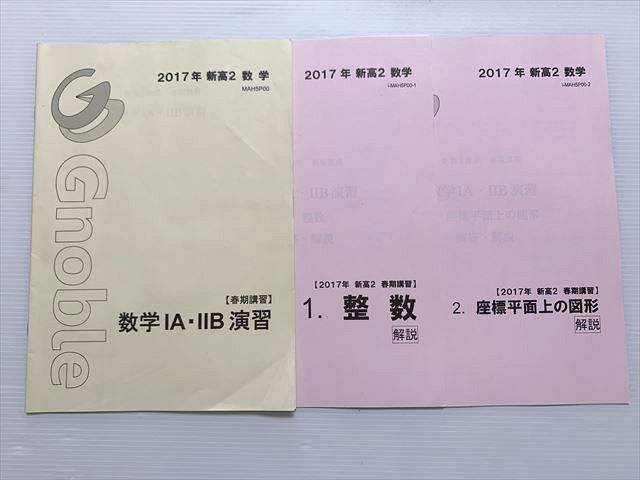 2017年 新高2 数学
MAH5P00
Gnoble
【春期講習】
数学ⅠA・ⅡB 演習
2017年 新高2 数学
i-MAH5P00-1
【2017年 新高2 春期講習】
1. 整数
解説
2017年 新高2 数学
i-MAH5P00-2
【2017年 新高2 春期講習】
2. 座標平面上の図形
解説